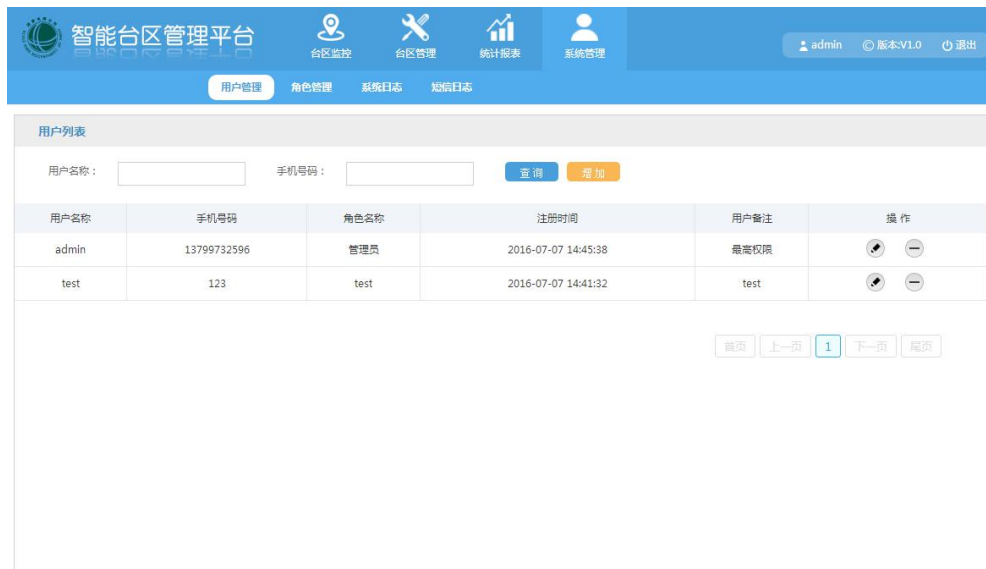 智能台区管理平台
台区监控 台区管理 统计报表 系统管理
admin ©版本:V1.0 退出
用户管理 角色管理 系统日志 短信日志
用户列表
用户名称： 手机号码： 查询 增加
用户名称 手机号码 角色名称 注册时间 用户备注 操作
admin 13799732596 管理员 2016-07-07 14:45:38 最高权限
test 123 test 2016-07-07 14:41:32 test
首页 上一页 1 下一页 尾页